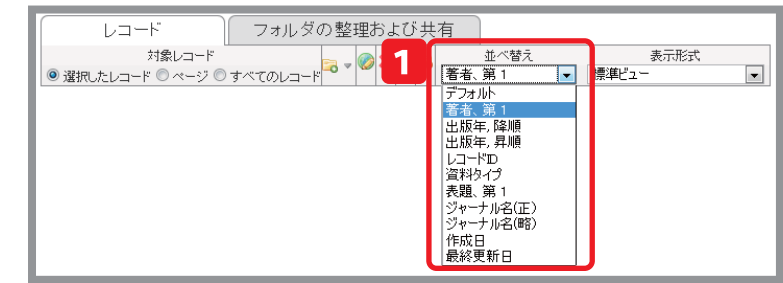 レコード
フォルダの整理および共有
対象レコード
選択したレコード ページ すべてのレコード
1
並べ替え
著者、第1
表示形式
標準ビュー
デフォルト
著者、第1
出版年, 降順
出版年, 昇順
レコードID
資料タイプ
表題、第1
ジャーナル名(正)
ジャーナル名(略)
作成日
最終更新日